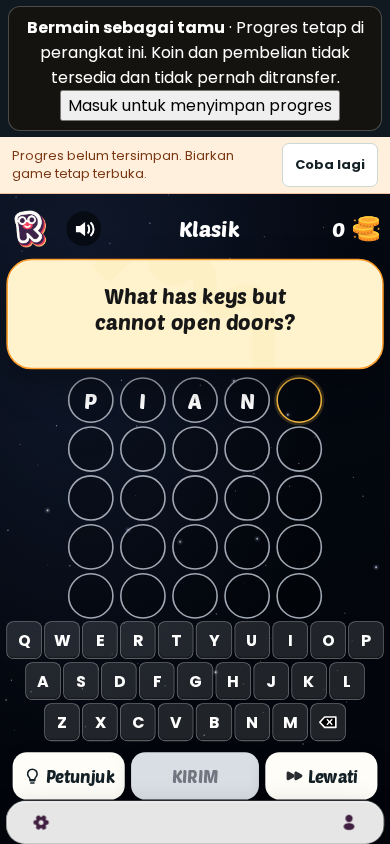 Bermain sebagai tamu · Progres tetap di
perangkat ini. Koin dan pembelian tidak
tersedia dan tidak pernah ditransfer.
Masuk untuk menyimpan progres
Progres belum tersimpan. Biarkan
game tetap terbuka.
Coba lagi
Klasik
0
What has keys but
cannot open doors?
P I A N
Q W E R T Y U I O P
A S D F G H J K L
Z X C V B N M
Petunjuk KIRIM Lewati